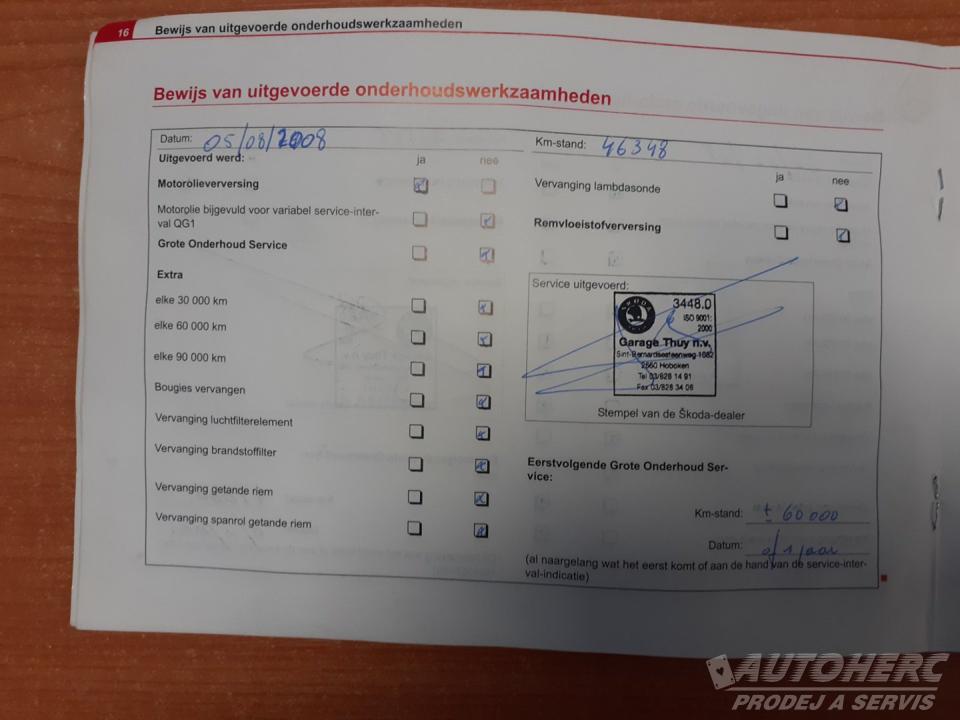 16 Bewijs van uitgevoerde onderhoudswerkzaamheden
Bewijs van uitgevoerde onderhoudswerkzaamheden
Datum: 05/08/2008
Uitgevoerd werd: ja nee
Motorolieverversing
Motorolie bijgevuld voor variabel service-inter-
val QG1
Grote Onderhoud Service
Extra
elke 30 000 km
elke 60 000 km
elke 90 000 km
Bougies vervangen
Vervanging luchtfilterelement
Vervanging brandstoffilter
Vervanging getande riem
Vervanging spanrol getande riem
Km-stand: 46348
ja nee
Vervanging lambdasonde
Remvloeistofverversing
Service uitgevoerd:
SKODA
3448.0
ISO 9001:
2000
Garage Thuy n.v.
Sint-Bernardsesteenweg 1082
2660 Hoboken
Tel 03/828 14 91
Fax 03/828 34 06
Stempel van de Škoda-dealer
Eerstvolgende Grote Onderhoud Ser-
vice:
Km-stand: ± 60 000
Datum: of 1 jaar
(al naargelang wat het eerst komt of aan de hand van de service-inter-
val-indicatie)
AUTOHERC
PRODEJ A SERVIS